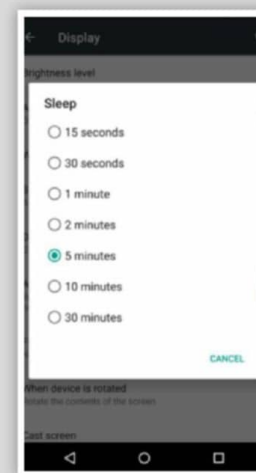 Display
Brightness level
Sleep
15 seconds
30 seconds
1 minute
2 minutes
5 minutes
10 minutes
30 minutes
CANCEL
When device is rotated
Rotate the contents of the screen
Cast screen